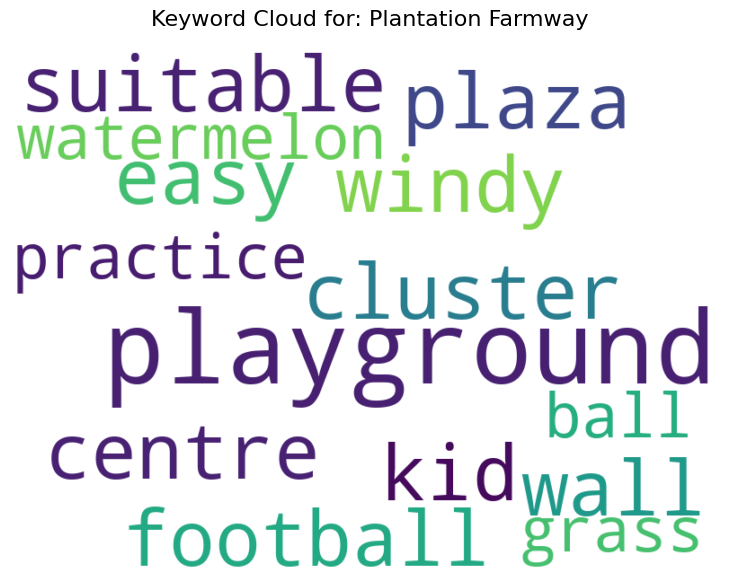 Keyword Cloud for: Plantation Farmway
suitable
plaza
watermelon
easy
windy
practice
cluster
playground
ball
centre
kid
wall
football
grass